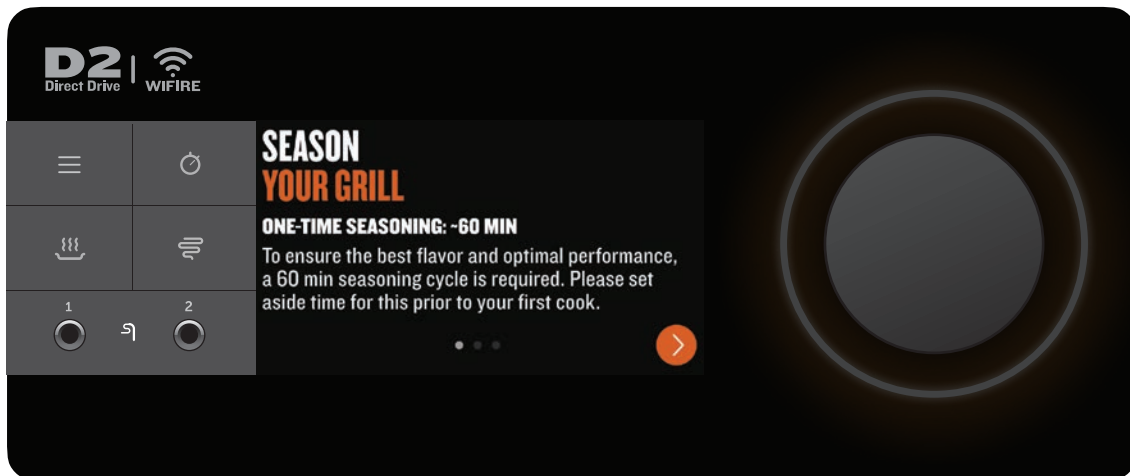 D2
Direct Drive
WIFIRE
SEASON
YOUR GRILL
ONE-TIME SEASONING: ~60 MIN
To ensure the best flavor and optimal performance,
a 60 min seasoning cycle is required. Please set
aside time for this prior to your first cook.
1
2